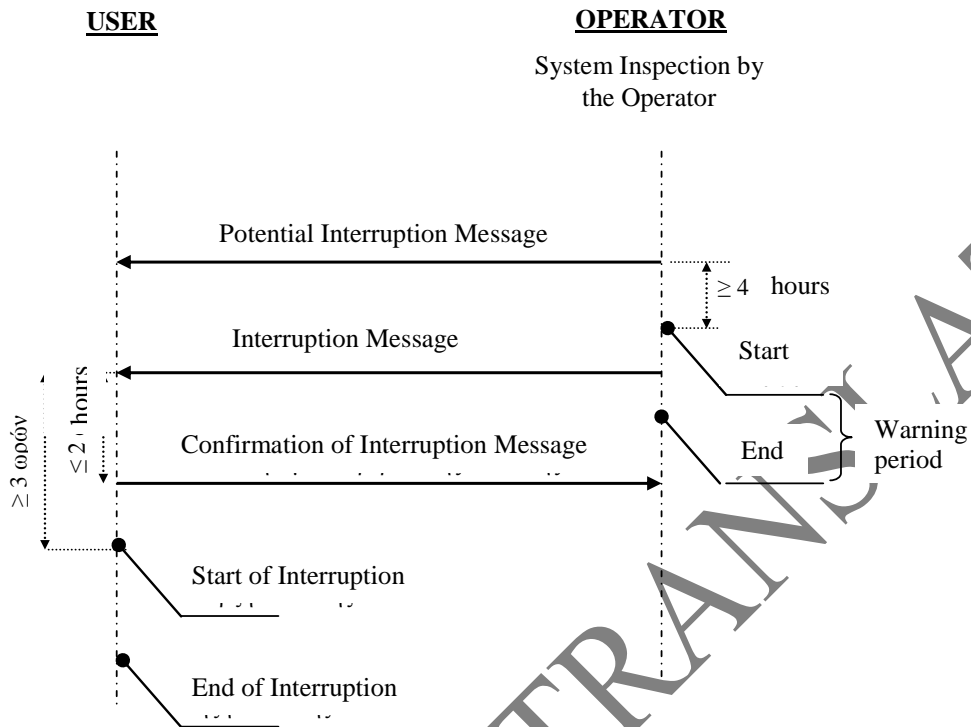 USER
OPERATOR
System Inspection by
the Operator
Potential Interruption Message
≥ 4 hours
Interruption Message
Start
≥ 3 ωρών
≤ 2 hours
Confirmation of Interruption Message
End
Warning
period
Start of Interruption
End of Interruption